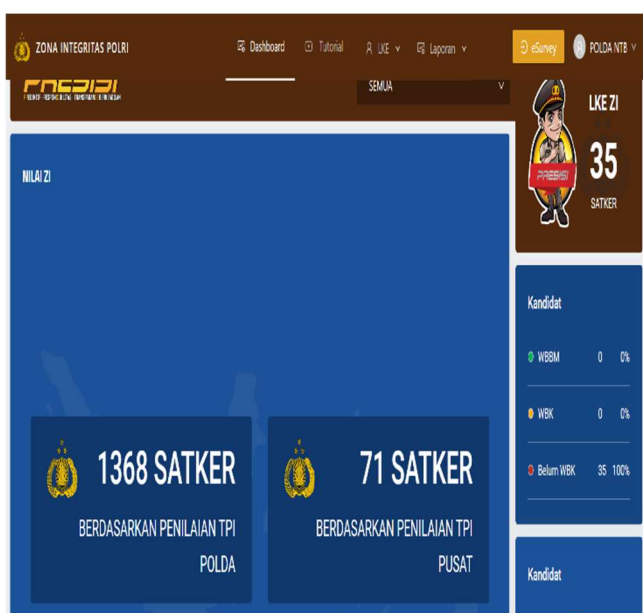 ZONA INTEGRITAS POLRI
Dashboard
Tutorial
LKE
Laporan
eSurvey
POLDA NTB
PRESISI
SEMUA
PRESISI
LKE ZI
35
SATKER
NILAI ZI
1368 SATKER
BERDASARKAN PENILAIAN TPI
POLDA
71 SATKER
BERDASARKAN PENILAIAN TPI
PUSAT
Kandidat
WBBM 0 0%
WBK 0 0%
Belum WBK 35 100%
Kandidat